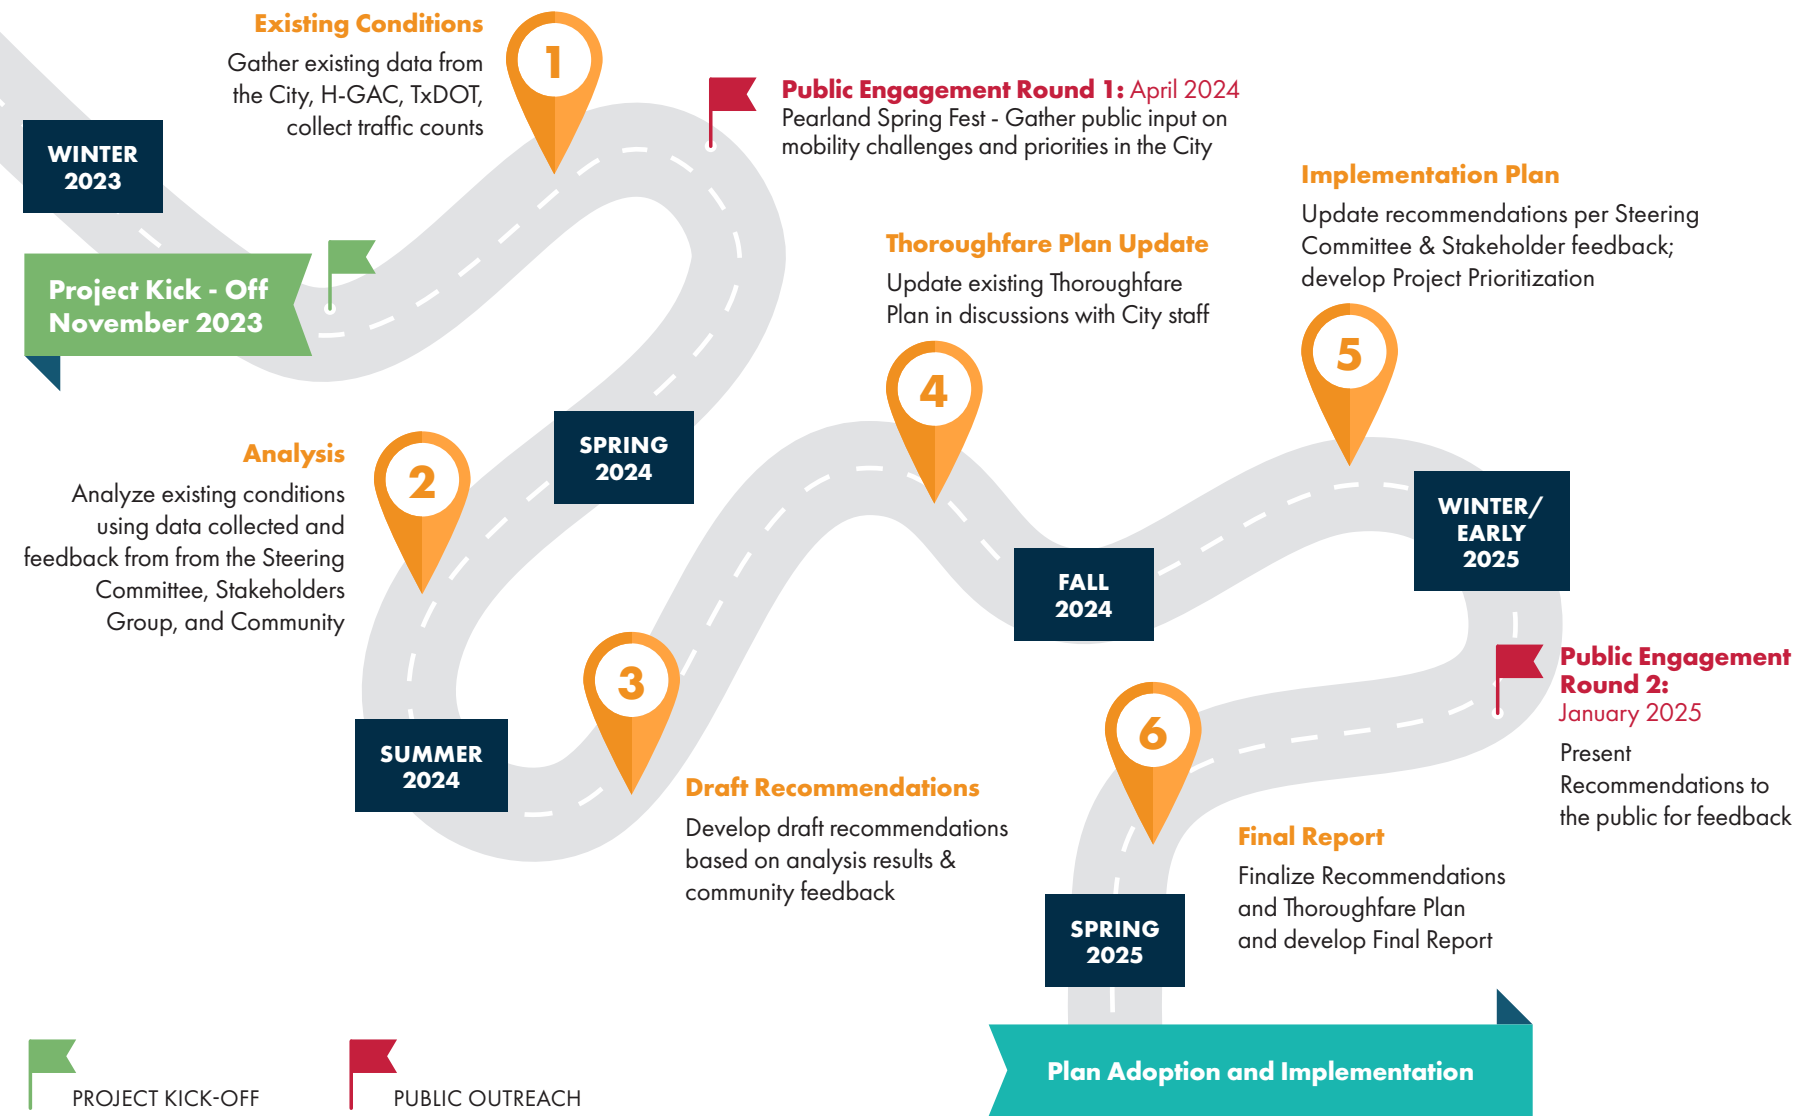 WINTER
2023
Project Kick - Off
November 2023
Existing Conditions
Gather existing data from
the City, H-GAC, TxDOT,
collect traffic counts
1
Public Engagement Round 1: April 2024
Pearland Spring Fest - Gather public input on
mobility challenges and priorities in the City
SPRING
2024
Analysis
Analyze existing conditions
using data collected and
feedback from from the Steering
Committee, Stakeholders
Group, and Community
2
SUMMER
2024
3
Draft Recommendations
Develop draft recommendations
based on analysis results &
community feedback
Thoroughfare Plan Update
Update existing Thoroughfare
Plan in discussions with City staff
4
FALL
2024
Implementation Plan
Update recommendations per Steering
Committee & Stakeholder feedback;
develop Project Prioritization
5
WINTER/
EARLY
2025
Public Engagement
Round 2:
January 2025
Present
Recommendations to
the public for feedback
6
Final Report
Finalize Recommendations
and Thoroughfare Plan
and develop Final Report
SPRING
2025
Plan Adoption and Implementation
PROJECT KICK-OFF
PUBLIC OUTREACH